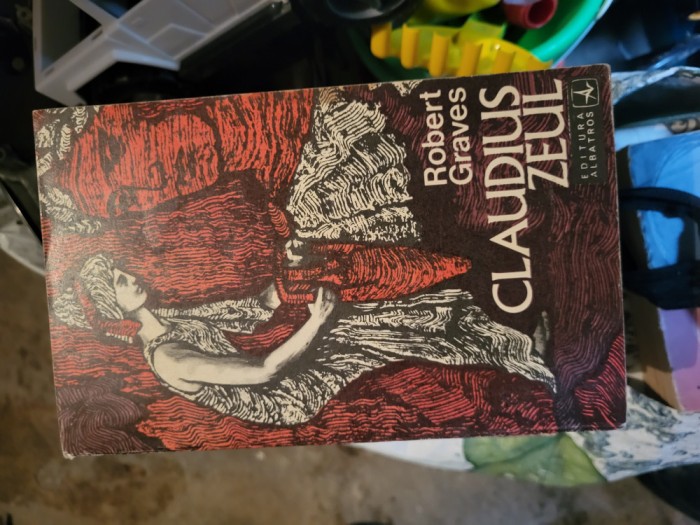 Robert
Graves
CLAUDIUS
ZEUL
EDITURA
ALBATROS